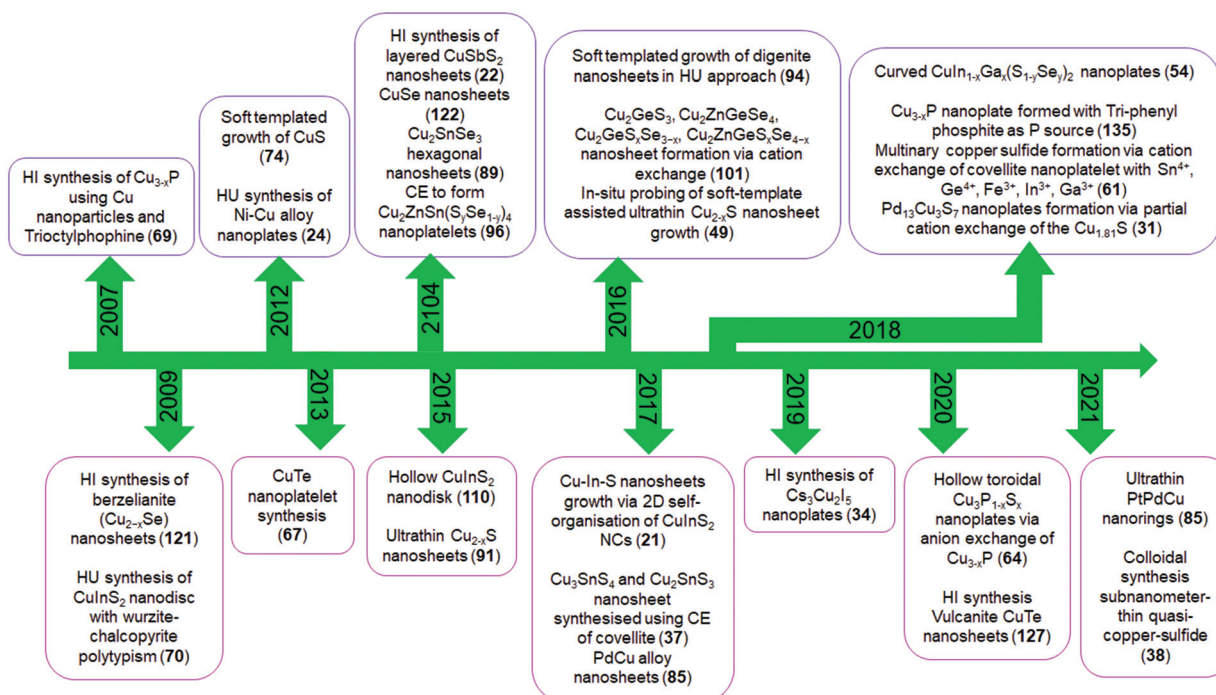 HI synthesis of Cu₃₋ₓP
using Cu
nanoparticles and
Trioctylphophine (69)
Soft templated
growth of CuS
(74)
HU synthesis of
Ni-Cu alloy
nanoplates (24)
HI synthesis of
layered CuSbS₂
nanosheets (22)
CuSe nanosheets
(122)
Cu₂SnSe₃
hexagonal
nanosheets (89)
CE to form
Cu₂ZnSn(SᵧSe₁₋ᵧ)₄
nanoplatelets (96)
Soft templated growth of digenite
nanosheets in HU approach (94)
Cu₂GeS₃, Cu₂ZnGeSe₄,
Cu₂GeSₓSe₃₋ₓ, Cu₂ZnGeSₓSe₄₋ₓ
nanosheet formation via cation
exchange (101)
In-situ probing of soft-template
assisted ultrathin Cu₂₋ₓS nanosheet
growth (49)
Curved CuIn₁₋ₓGaₓ(S₁₋ᵧSeᵧ)₂ nanoplates (54)
Cu₃₋ₓP nanoplate formed with Tri-phenyl
phosphite as P source (135)
Multinary copper sulfide formation via cation
exchange of covellite nanoplatelet with Sn⁴⁺,
Ge⁴⁺, Fe³⁺, In³⁺, Ga³⁺ (61)
Pd₁₃Cu₃S₇ nanoplates formation via partial
cation exchange of the Cu₁.₈₁S (31)
2007
2012
2104
2016
2018
2009
2013
2015
2017
2019
2020
2021
HI synthesis of
berzelianite
(Cu₂₋ₓSe)
nanosheets (121)
HU synthesis of
CuInS₂ nanodisc
with wurzite-
chalcopyrite
polytypism (70)
CuTe
nanoplatelet
synthesis
(67)
Hollow CuInS₂
nanodisk (110)
Ultrathin Cu₂₋ₓS
nanosheets (91)
Cu-In-S nanosheets
growth via 2D self-
organisation of CuInS₂
NCs (21)
Cu₃SnS₄ and Cu₂SnS₃
nanosheet
synthesised using CE
of covellite (37)
PdCu alloy
nanosheets (85)
HI synthesis of
Cs₃Cu₂I₅
nanoplates (34)
Hollow toroidal
Cu₃P₁₋ₓSₓ
nanoplates via
anion exchange of
Cu₃₋ₓP (64)
HI synthesis
Vulcanite CuTe
nanosheets (127)
Ultrathin
PtPdCu
nanorings (85)
Colloidal
synthesis
subnanometer-
thin quasi-
copper-sulfide
(38)